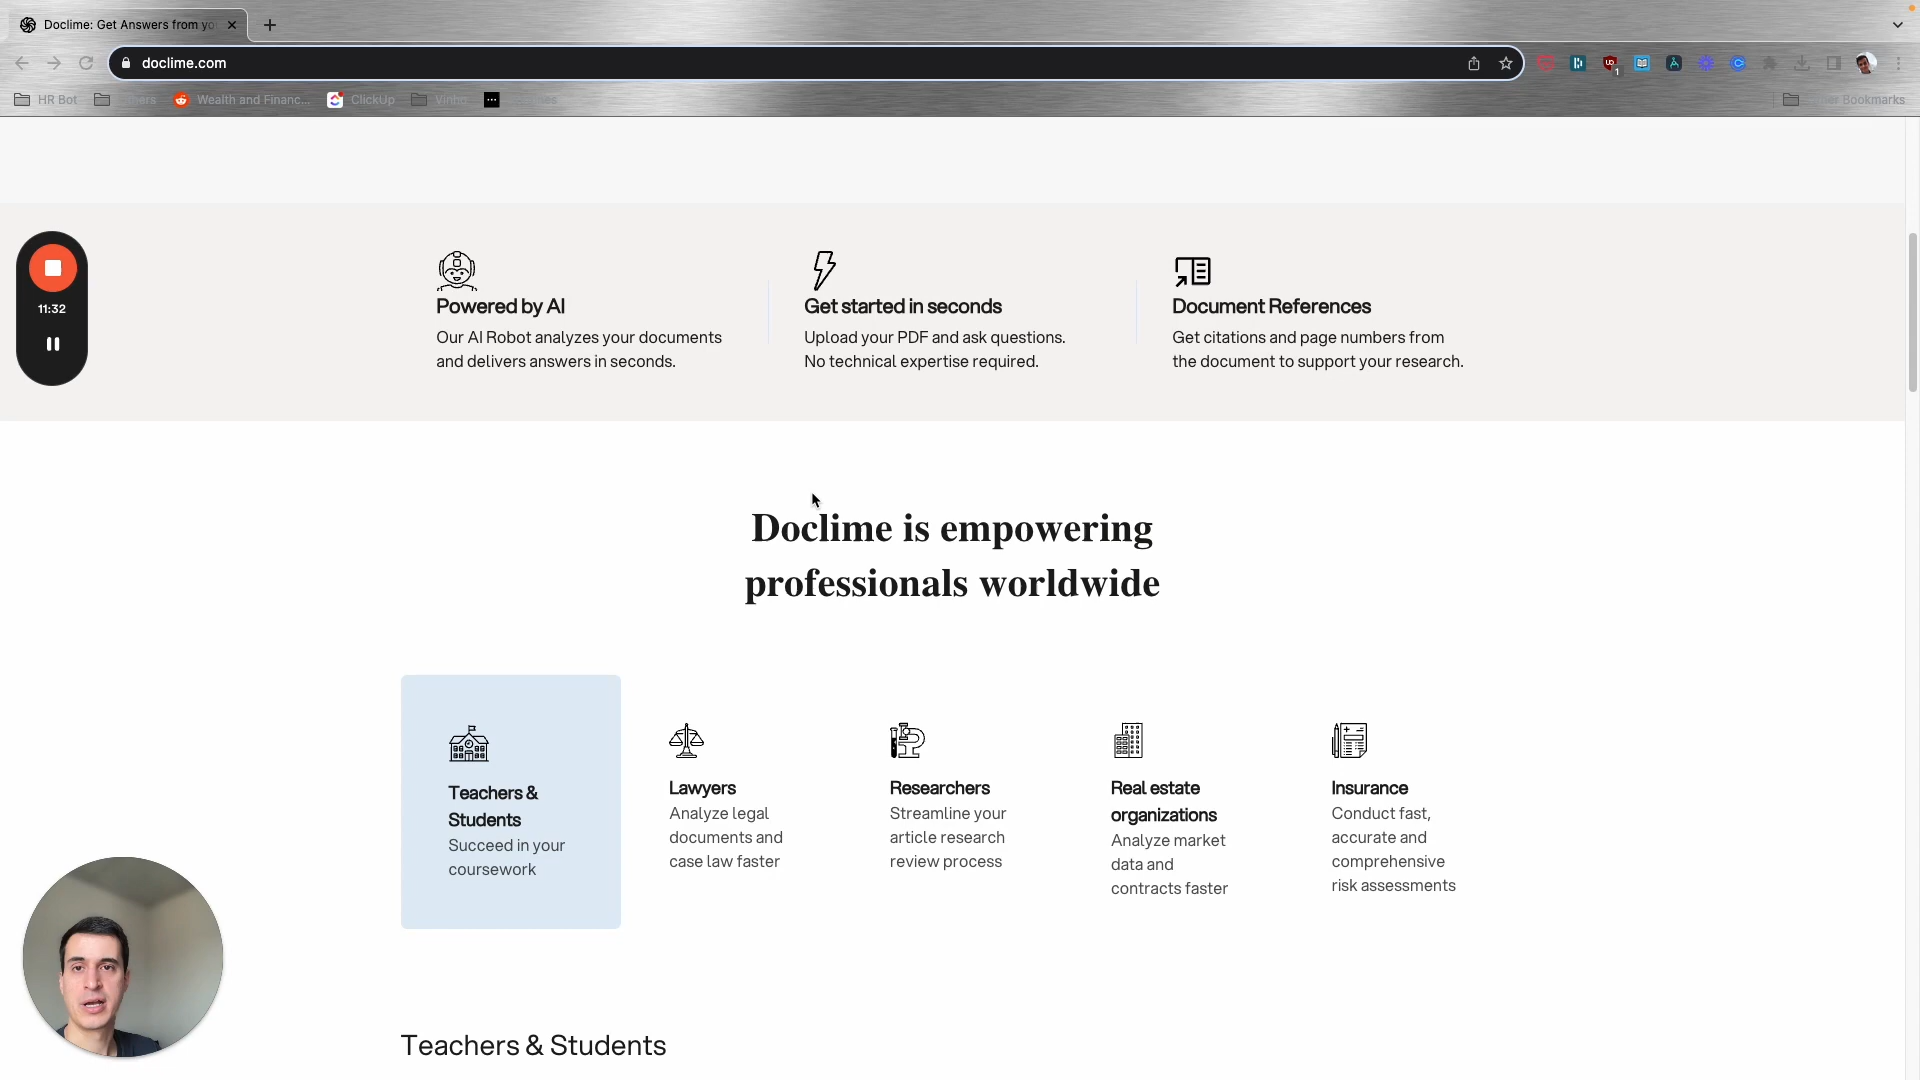 Doclime: Get Answers from yo
doclime.com
HR Bot
Wealth and Financ...
ClickUp
Bookmarks
11:32
Powered by AI
Our AI Robot analyzes your documents
and delivers answers in seconds.
Get started in seconds
Upload your PDF and ask questions.
No technical expertise required.
Document References
Get citations and page numbers from
the document to support your research.
Doclime is empowering
professionals worldwide
Teachers &
Students
Succeed in your
coursework
Lawyers
Analyze legal
documents and
case law faster
Researchers
Streamline your
article research
review process
Real estate
organizations
Analyze market
data and
contracts faster
Insurance
Conduct fast,
accurate and
comprehensive
risk assessments
Teachers & Students